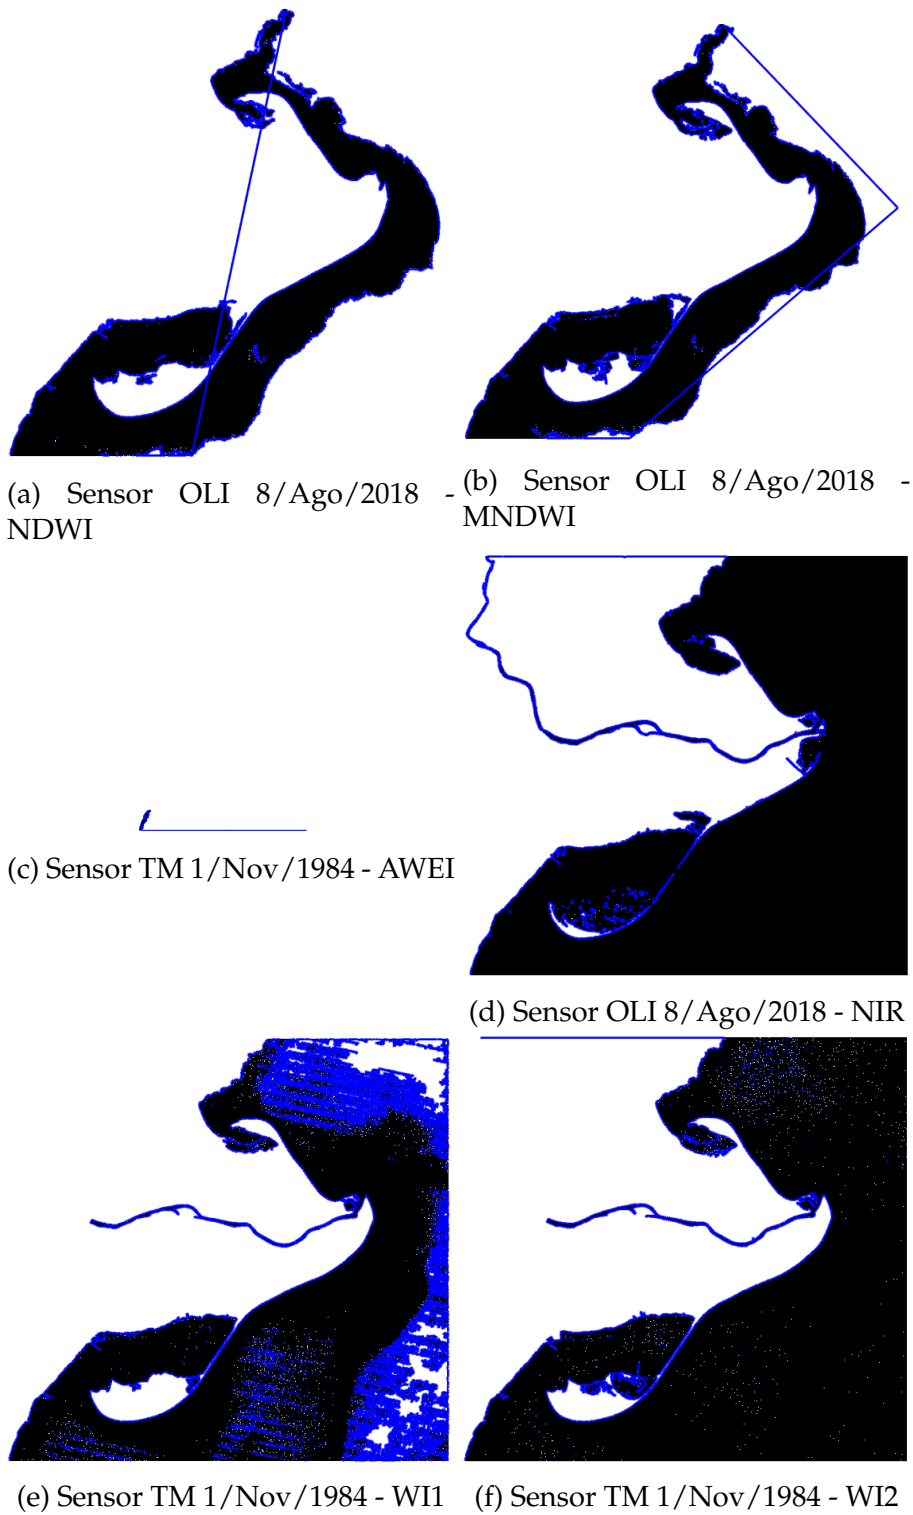 (a) Sensor OLI 8/Ago/2018 -
NDWI
(b) Sensor OLI 8/Ago/2018 -
MNDWI
(c) Sensor TM 1/Nov/1984 - AWEI
(d) Sensor OLI 8/Ago/2018 - NIR
(e) Sensor TM 1/Nov/1984 - WI1
(f) Sensor TM 1/Nov/1984 - WI2